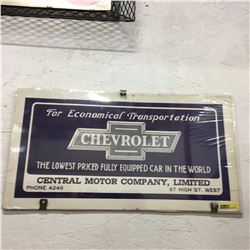 For Economical Transportation
CHEVROLET
THE LOWEST PRICED FULLY EQUIPPED CAR IN THE WORLD
CENTRAL MOTOR COMPANY, LIMITED
PHONE 4246
87 HIGH ST. WEST